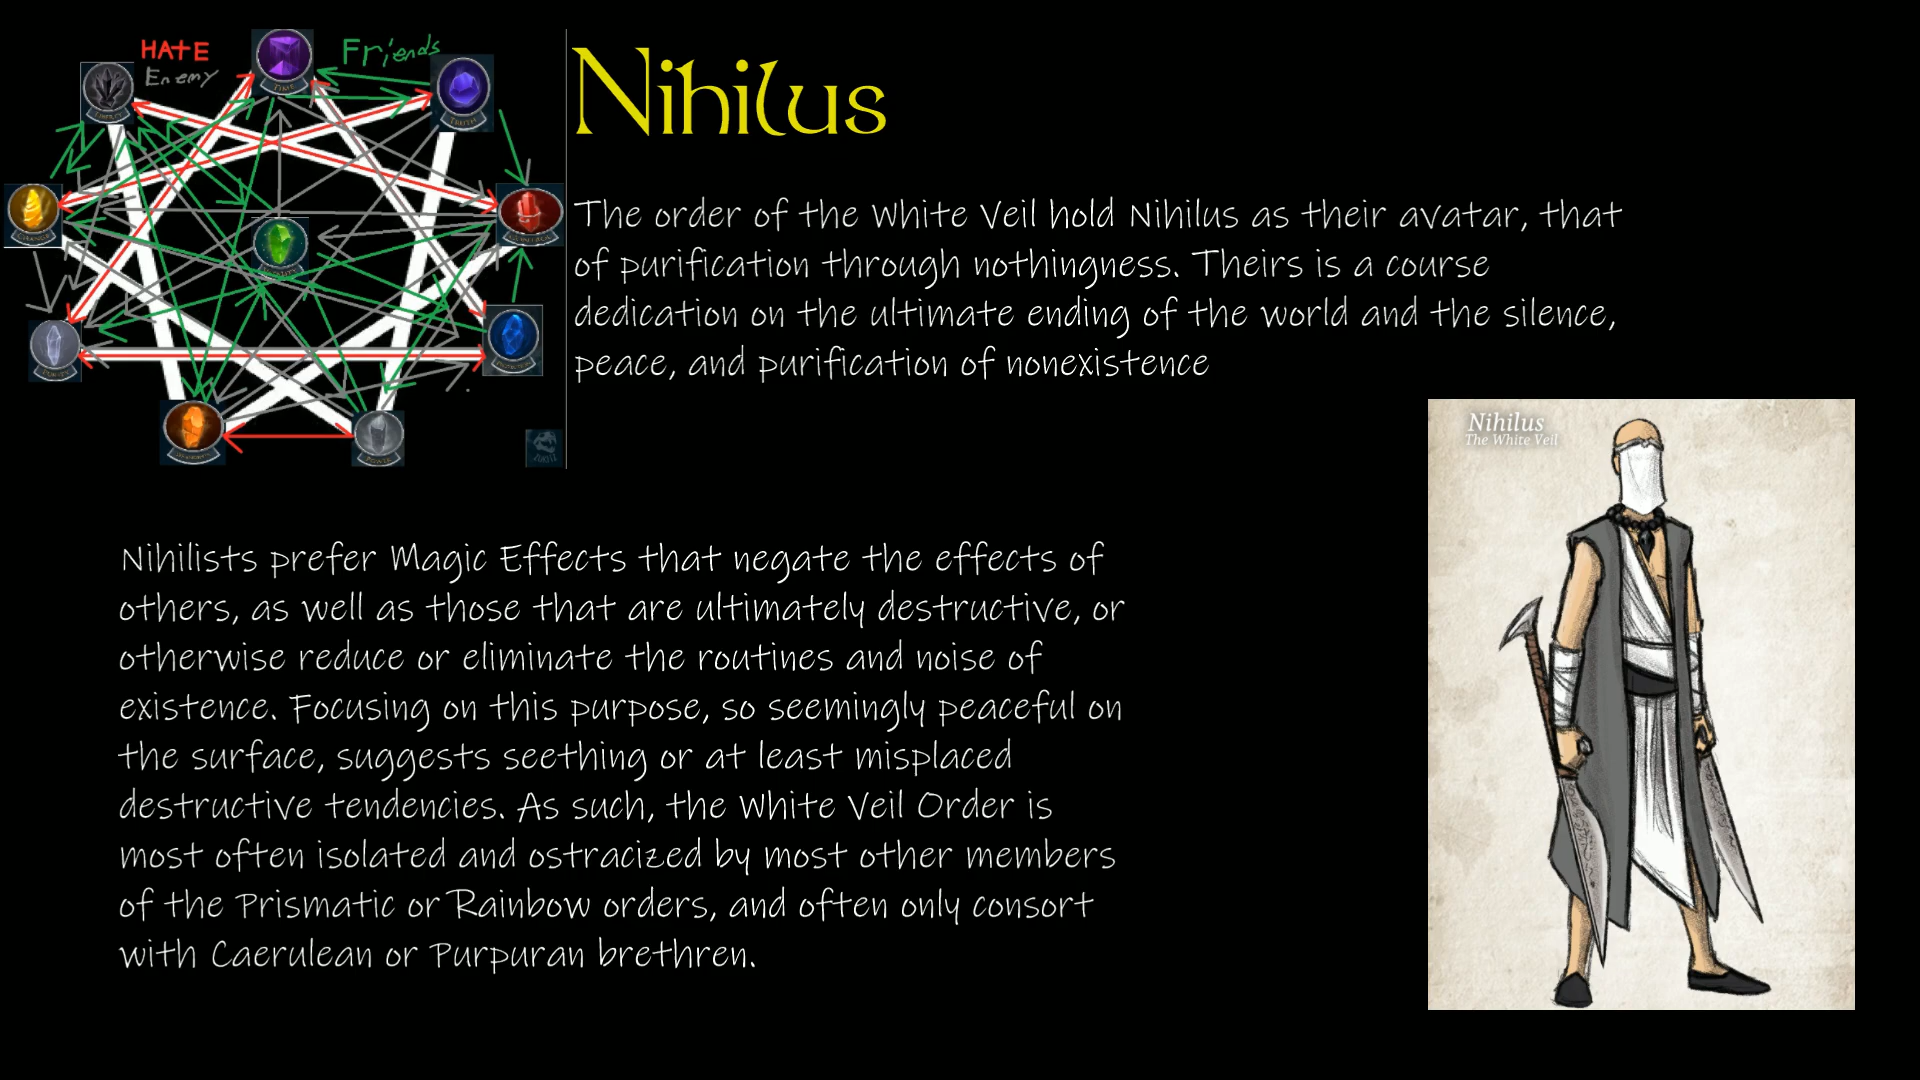 HATE
Friends
Enemy
TIME
TRUTH
Nihilus
The order of the White Veil hold Nihilus as their avatar, that
of purification through nothingness. Theirs is a course
dedication on the ultimate ending of the world and the silence,
peace, and purification of nonexistence
POWER
Nihilus
The White Veil
Nihilists prefer Magic Effects that negate the effects of
others, as well as those that are ultimately destructive, or
otherwise reduce or eliminate the routines and noise of
existence. Focusing on this purpose, so seemingly peaceful on
the surface, suggests seething or at least misplaced
destructive tendencies. As such, the White Veil Order is
most often isolated and ostracized by most other members
of the Prismatic or Rainbow orders, and often only consort
with Caerulean or Purpuran brethren.